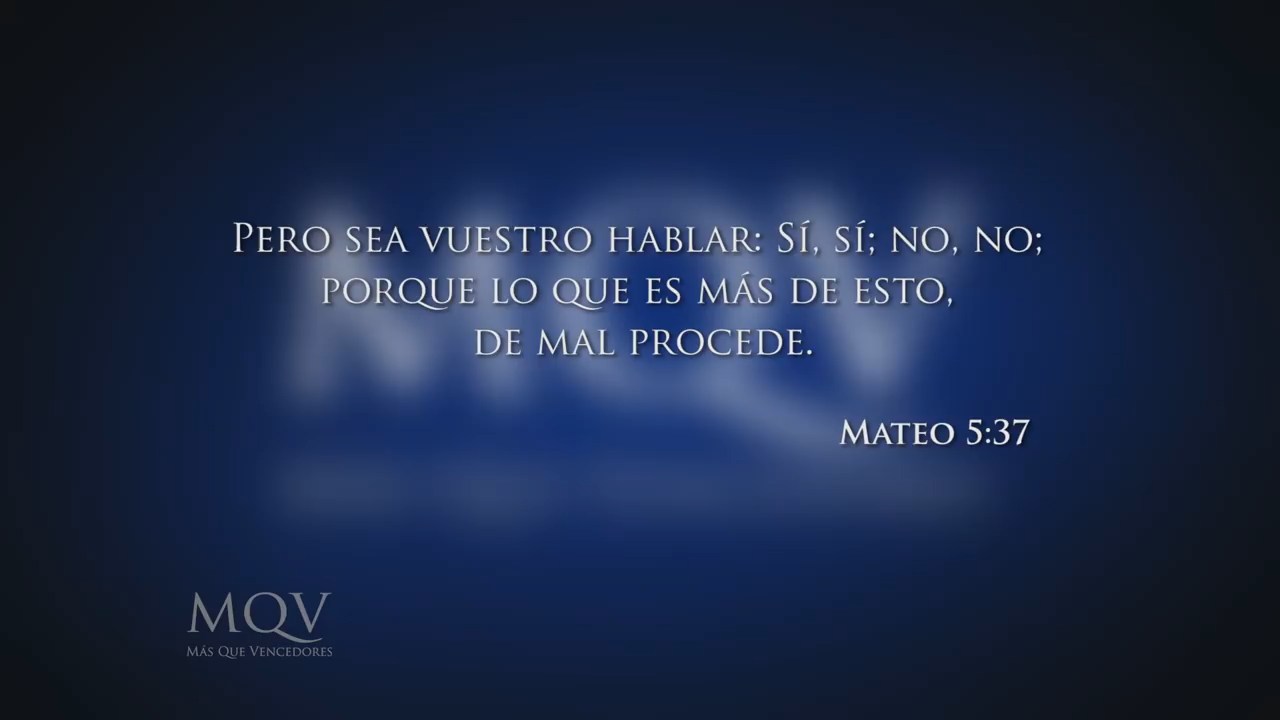 Pero sea vuestro hablar: Sí, sí; no, no;
porque lo que es más de esto,
de mal procede.
Mateo 5:37
MQV
Más Que Vencedores